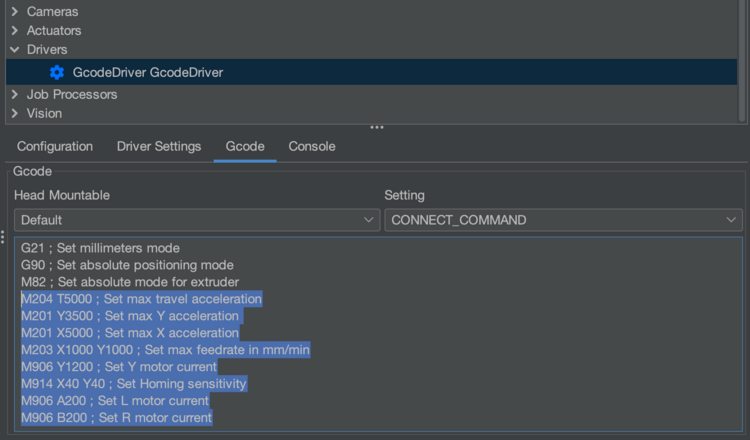 Cameras
Actuators
Drivers
GcodeDriver GcodeDriver
Job Processors
Vision
Configuration Driver Settings Gcode Console
Gcode
Head Mountable Setting
Default CONNECT_COMMAND
G21 ; Set millimeters mode
G90 ; Set absolute positioning mode
M82 ; Set absolute mode for extruder
M204 T5000 ; Set max travel acceleration
M201 Y3500 ; Set max Y acceleration
M201 X5000 ; Set max X acceleration
M203 X1000 Y1000 ; Set max feedrate in mm/min
M906 Y1200 ; Set Y motor current
M914 X40 Y40 ; Set Homing sensitivity
M906 A200 ; Set L motor current
M906 B200 ; Set R motor current